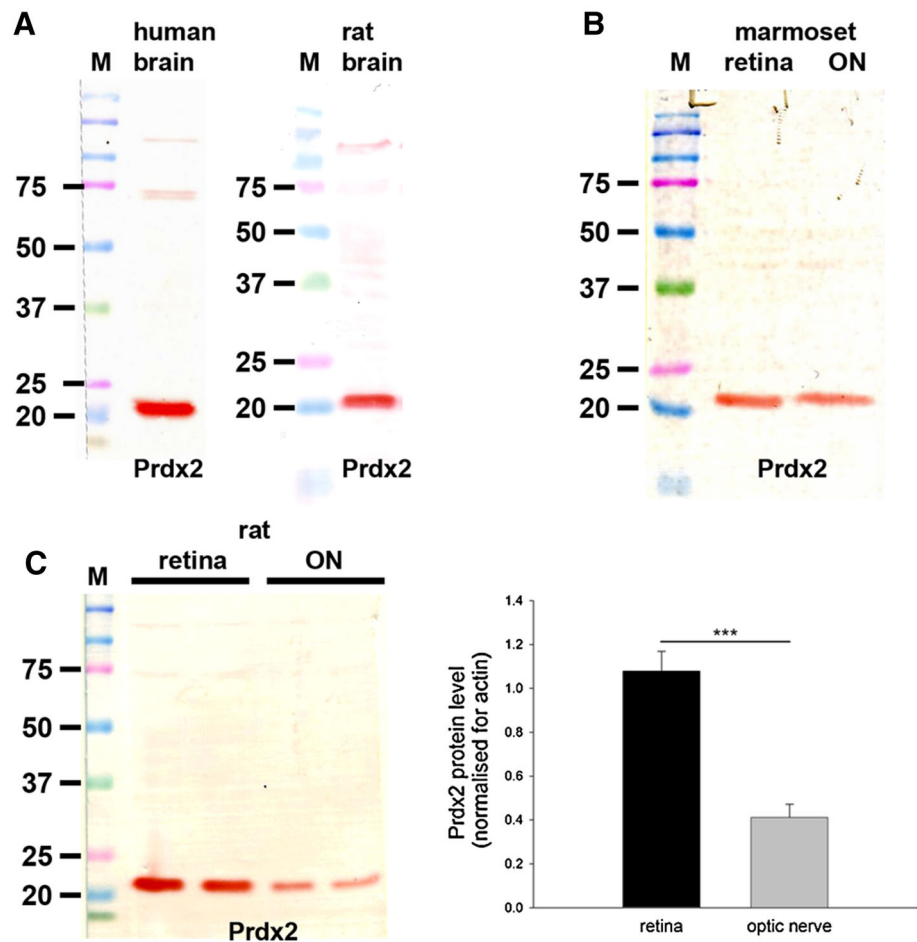 A
human
brain
M
75
50
37
25
20
Prdx2
rat
brain
M
75
50
37
25
20
Prdx2
B
marmoset
M retina ON
75
50
37
25
20
Prdx2
C
rat
retina ON
M
75
50
37
25
20
Prdx2
Prdx2 protein level
(normalised for actin)
1.4
1.2
1.0
0.8
0.6
0.4
0.2
0.0
***
retina optic nerve